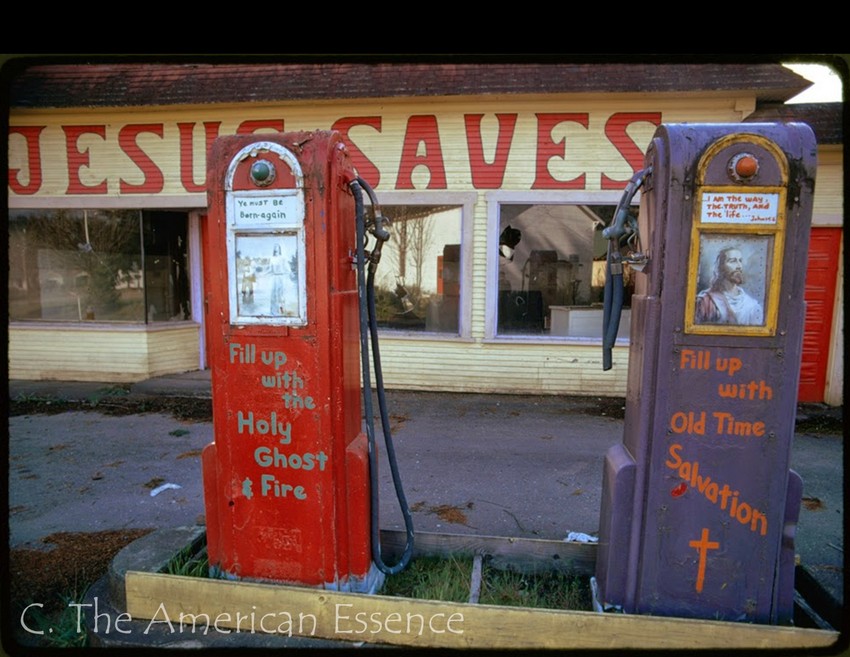 JESUS SAVES
Ye must Be
Born-again
Fill up
with
the
Holy
Ghost
& Fire
I AM the way,
The TRuTH, AND
The life...
Fill up
with
Old Time
Salvation
C. The American Essence